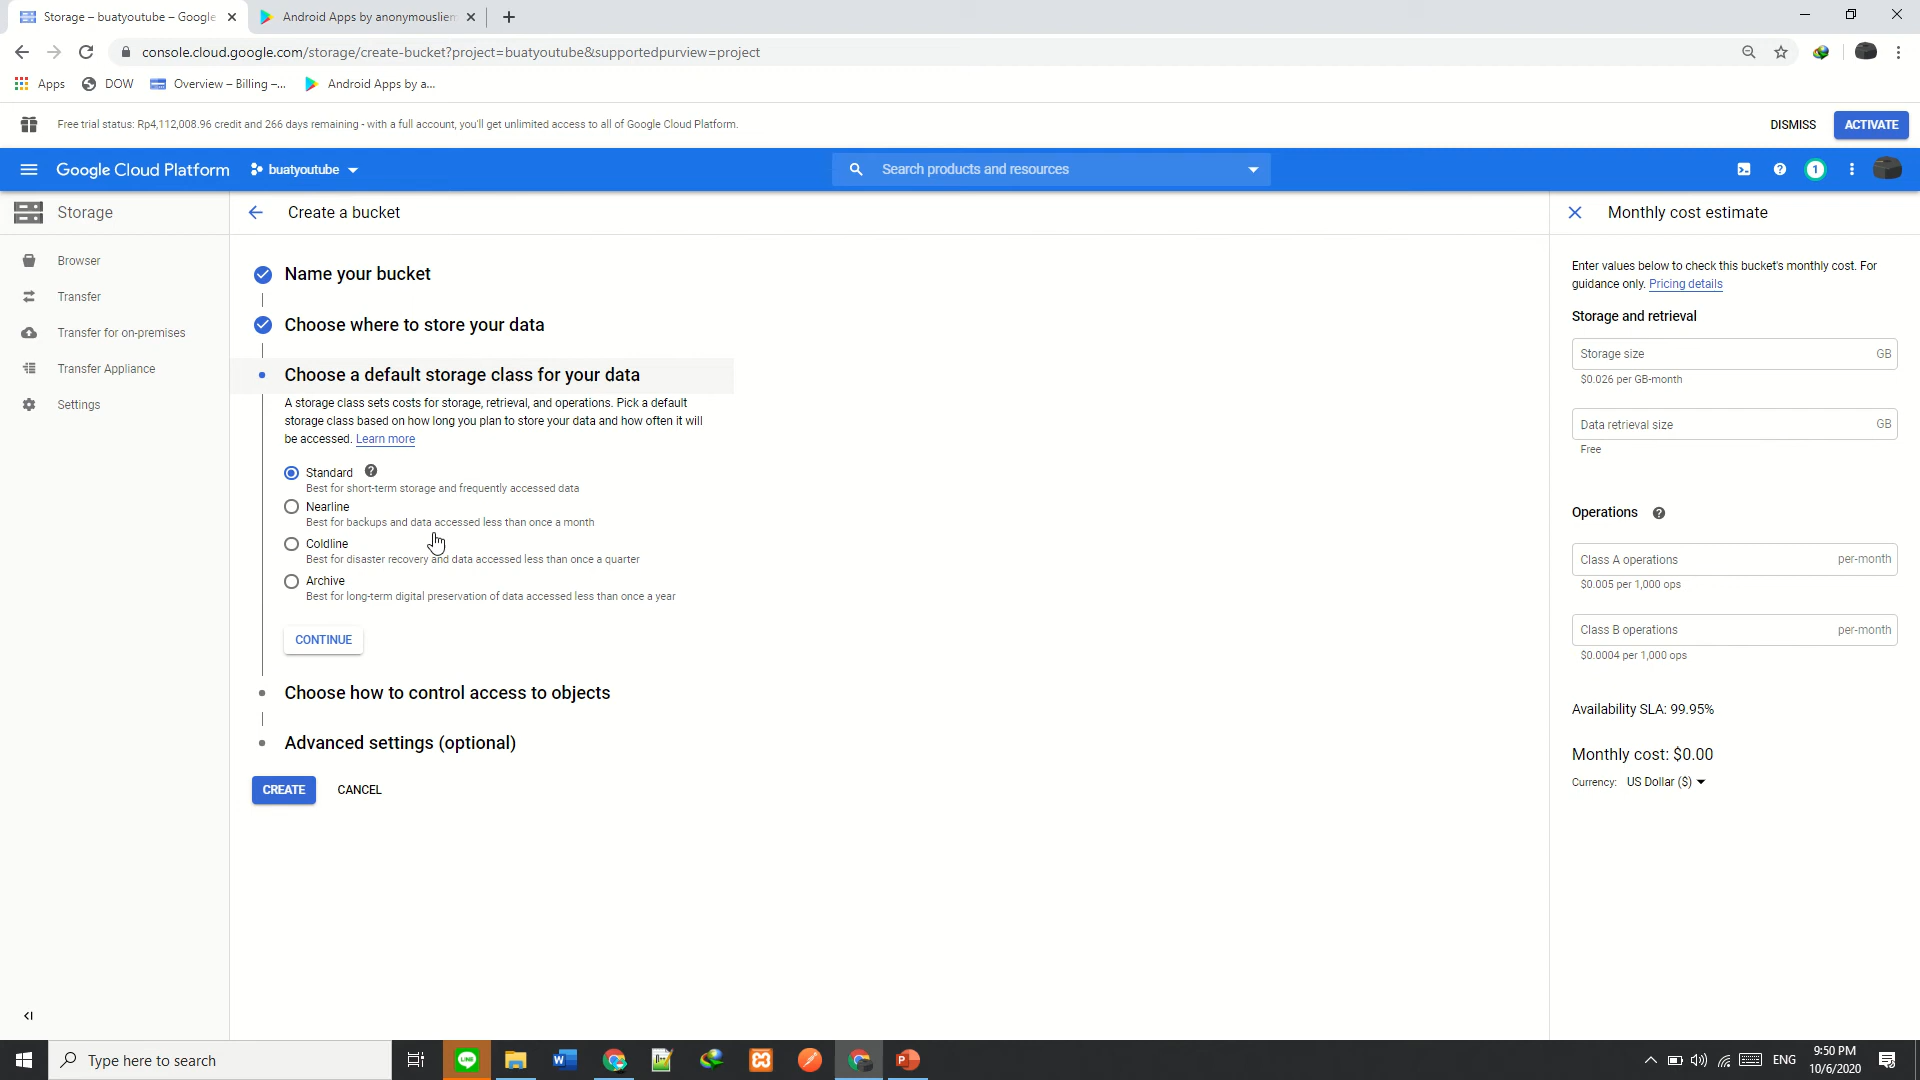 Storage – buatyoutube – Google
Android Apps by anonymouslien
console.cloud.google.com/storage/create-bucket?project=buatyoutube&supportedpurview=project
Apps
DOW
Overview – Billing –...
Android Apps by a...
Free trial status: Rp4,112,008.96 credit and 266 days remaining - with a full account, you'll get unlimited access to all of Google Cloud Platform.
DISMISS
ACTIVATE
Google Cloud Platform
buatyoutube
Search products and resources
1
Storage
Browser
Transfer
Transfer for on-premises
Transfer Appliance
Settings
Create a bucket
Name your bucket
Choose where to store your data
Choose a default storage class for your data
A storage class sets costs for storage, retrieval, and operations. Pick a default
storage class based on how long you plan to store your data and how often it will
be accessed. Learn more
Standard
Best for short-term storage and frequently accessed data
Nearline
Best for backups and data accessed less than once a month
Coldline
Best for disaster recovery and data accessed less than once a quarter
Archive
Best for long-term digital preservation of data accessed less than once a year
CONTINUE
Choose how to control access to objects
Advanced settings (optional)
CREATE
CANCEL
Monthly cost estimate
Enter values below to check this bucket's monthly cost. For
guidance only. Pricing details
Storage and retrieval
Storage size
GB
$0.026 per GB-month
Data retrieval size
GB
Free
Operations
Class A operations
per-month
$0.005 per 1,000 ops
Class B operations
per-month
$0.0004 per 1,000 ops
Availability SLA: 99.95%
Monthly cost: $0.00
Currency: US Dollar ($)
Type here to search
ENG
9:50 PM
10/6/2020